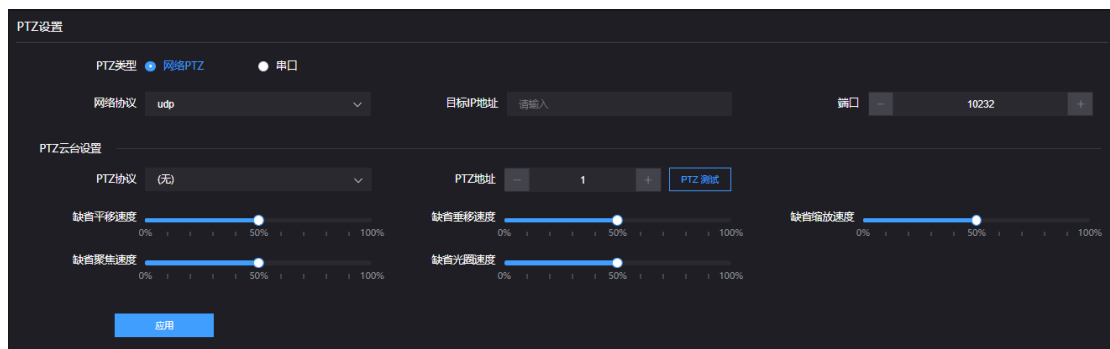 PTZ设置
PTZ类型 网络PTZ 串口
网络协议 udp 目标IP地址 请输入 端口 － 10232 +
PTZ云台设置
PTZ协议 (无) PTZ地址 － 1 + PTZ 测试
缺省平移速度 缺省垂移速度 缺省缩放速度
0% 50% 100% 0% 50% 100% 0% 50% 100%
缺省聚焦速度 缺省光圈速度
0% 50% 100% 0% 50% 100%
应用